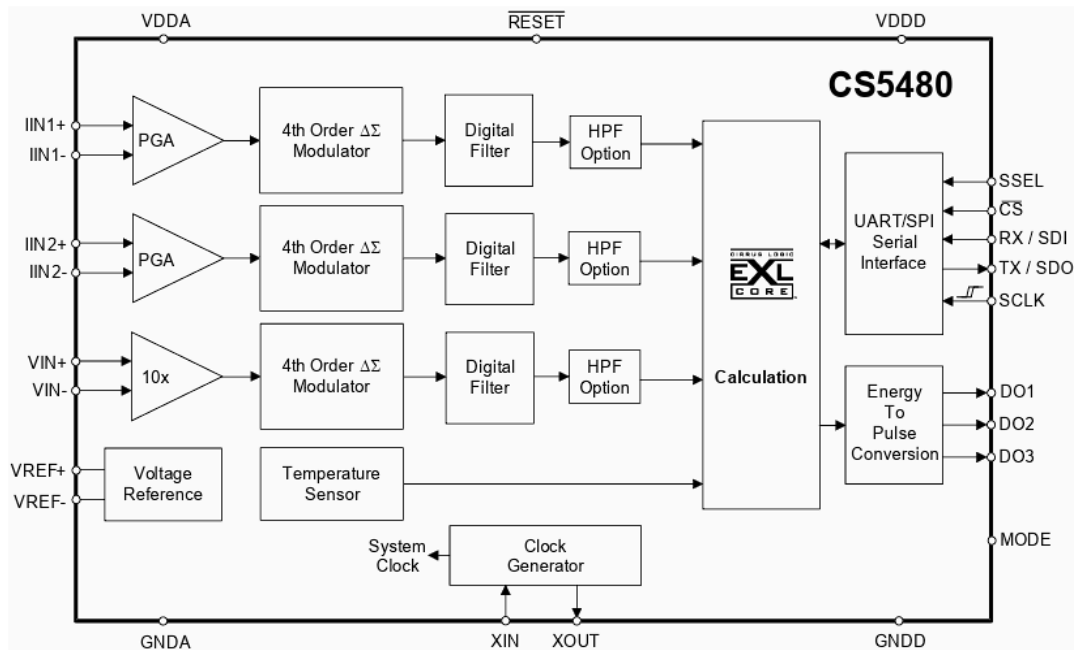 VDDA
RESET
VDDD
CS5480
IIN1+
IIN1-
PGA
4th Order ΔΣ
Modulator
Digital
Filter
HPF
Option
IIN2+
IIN2-
PGA
4th Order ΔΣ
Modulator
Digital
Filter
HPF
Option
VIN+
VIN-
10x
4th Order ΔΣ
Modulator
Digital
Filter
HPF
Option
VREF+
VREF-
Voltage
Reference
Temperature
Sensor
CIRRUS LOGIC
EXL
CORE™
Calculation
UART/SPI
Serial
Interface
SSEL
CS
RX / SDI
TX / SDO
SCLK
Energy
To
Pulse
Conversion
DO1
DO2
DO3
MODE
System
Clock
Clock
Generator
GNDA
XIN
XOUT
GNDD